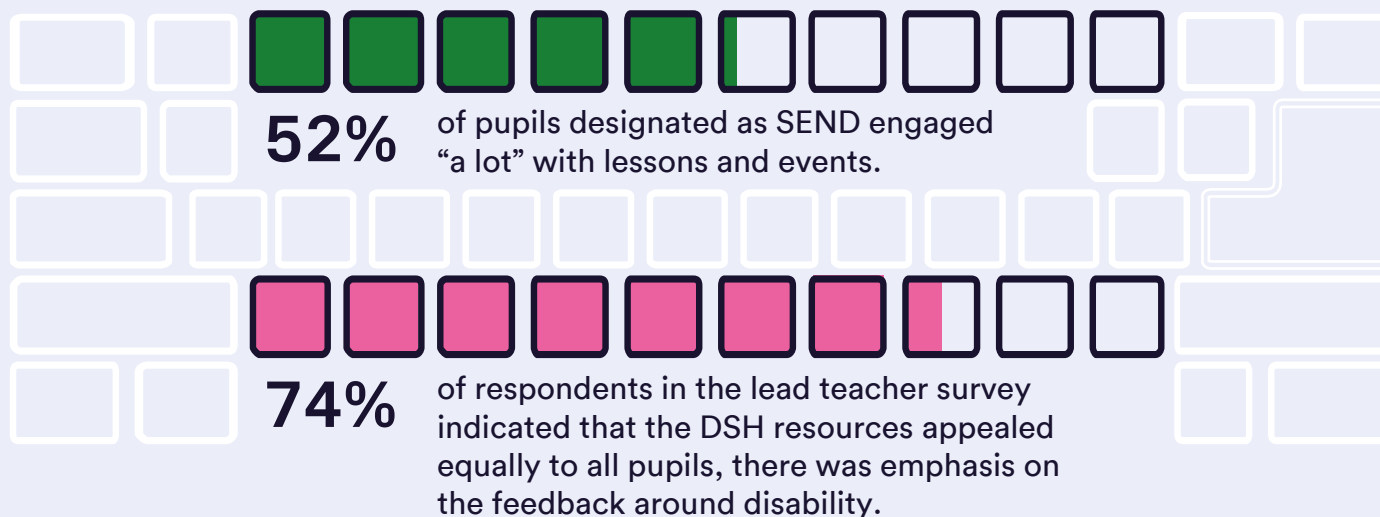 52%
of pupils designated as SEND engaged
“a lot” with lessons and events.
74%
of respondents in the lead teacher survey
indicated that the DSH resources appealed
equally to all pupils, there was emphasis on
the feedback around disability.